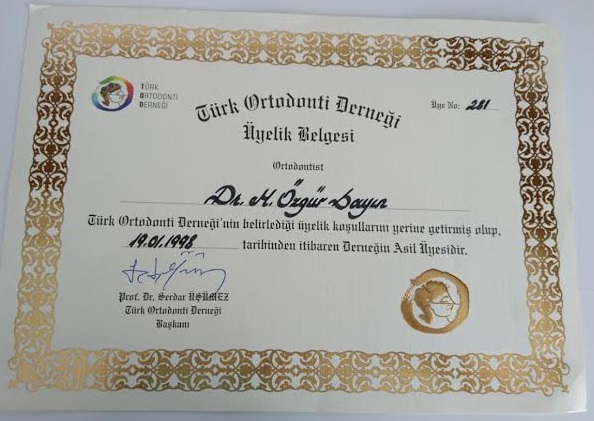 TÜRK
ORTODONTİ
DERNEĞİ
Türk Ortodonti Derneği
Üye No: 281
Üyelik Belgesi
Ortodontist
Dr. M. Özgür Sayın
Türk Ortodonti Derneği'nin belirlediği üyelik koşullarını yerine getirmiş olup,
19.01.1998 tarihinden itibaren Derneğin Asil Üyesidir.
Prof. Dr. Serdar ÜŞÜMEZ
Türk Ortodonti Derneği
Başkanı